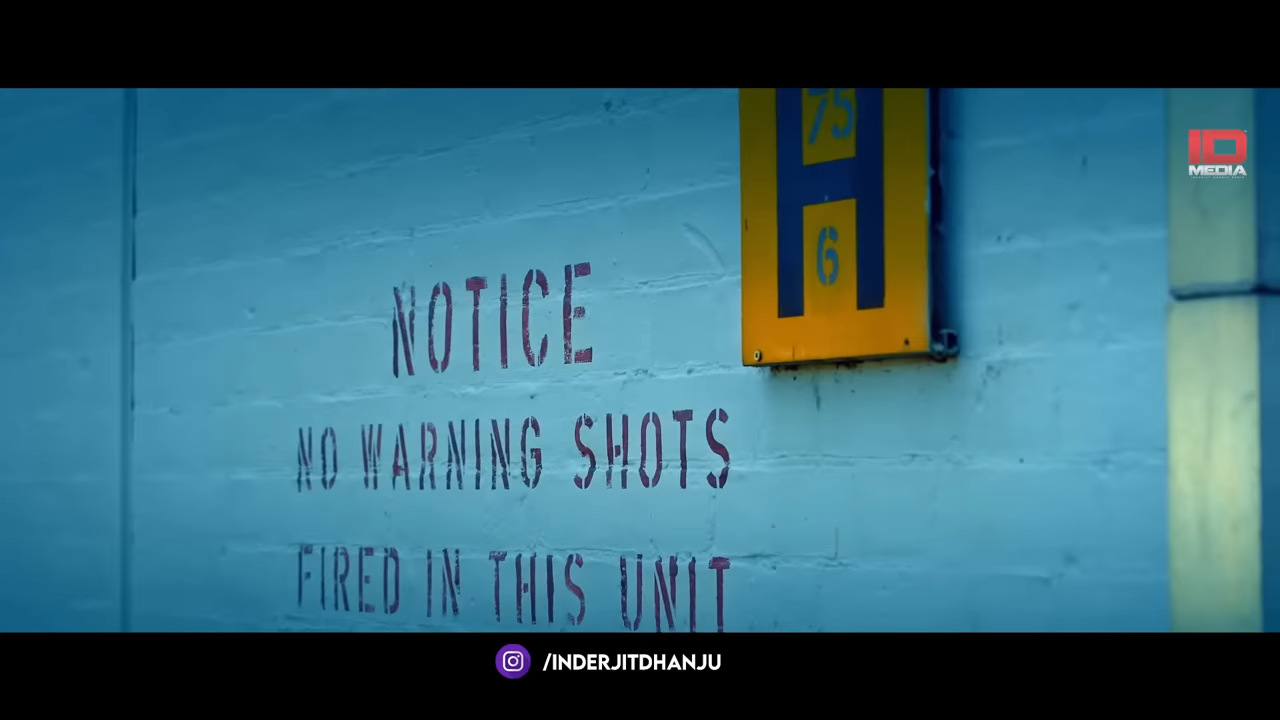 75
H
6
ID
MEDIA
NOTICE
NO WARNING SHOTS
FIRED IN THIS UNIT
/INDERJITDHANJU